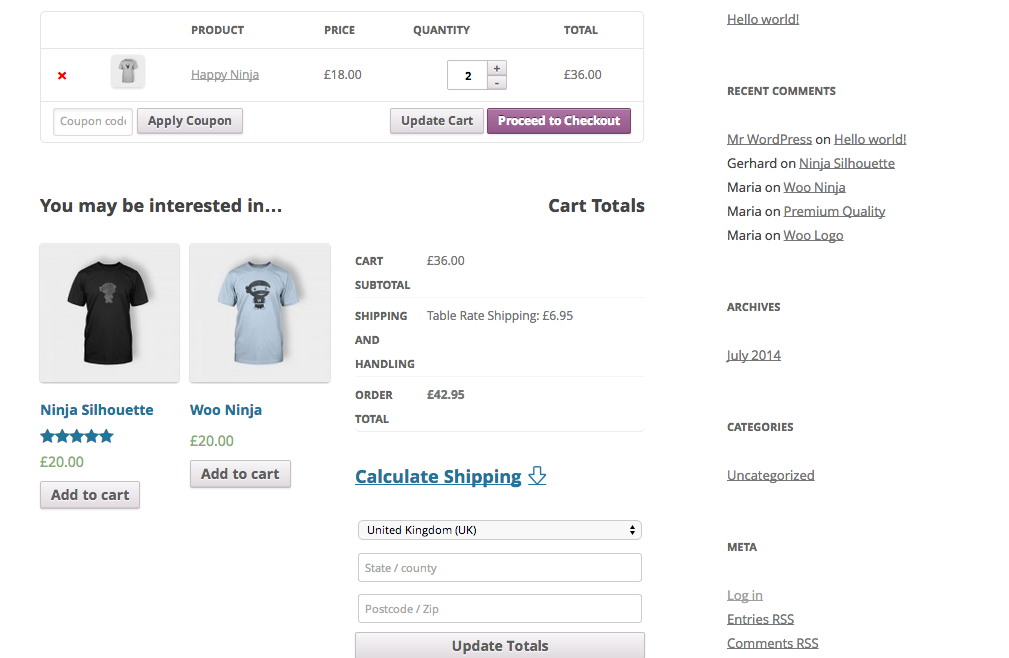 PRODUCT PRICE QUANTITY TOTAL
Happy Ninja £18.00 2 + - £36.00
Coupon code Apply Coupon Update Cart Proceed to Checkout
You may be interested in...
Ninja Silhouette
£20.00
Add to cart
Woo Ninja
£20.00
Add to cart
Cart Totals
CART SUBTOTAL £36.00
SHIPPING AND HANDLING Table Rate Shipping: £6.95
ORDER TOTAL £42.95
Calculate Shipping
United Kingdom (UK)
State / county
Postcode / Zip
Update Totals
Hello world!
RECENT COMMENTS
Mr WordPress on Hello world!
Gerhard on Ninja Silhouette
Maria on Woo Ninja
Maria on Premium Quality
Maria on Woo Logo
ARCHIVES
July 2014
CATEGORIES
Uncategorized
META
Log in
Entries RSS
Comments RSS